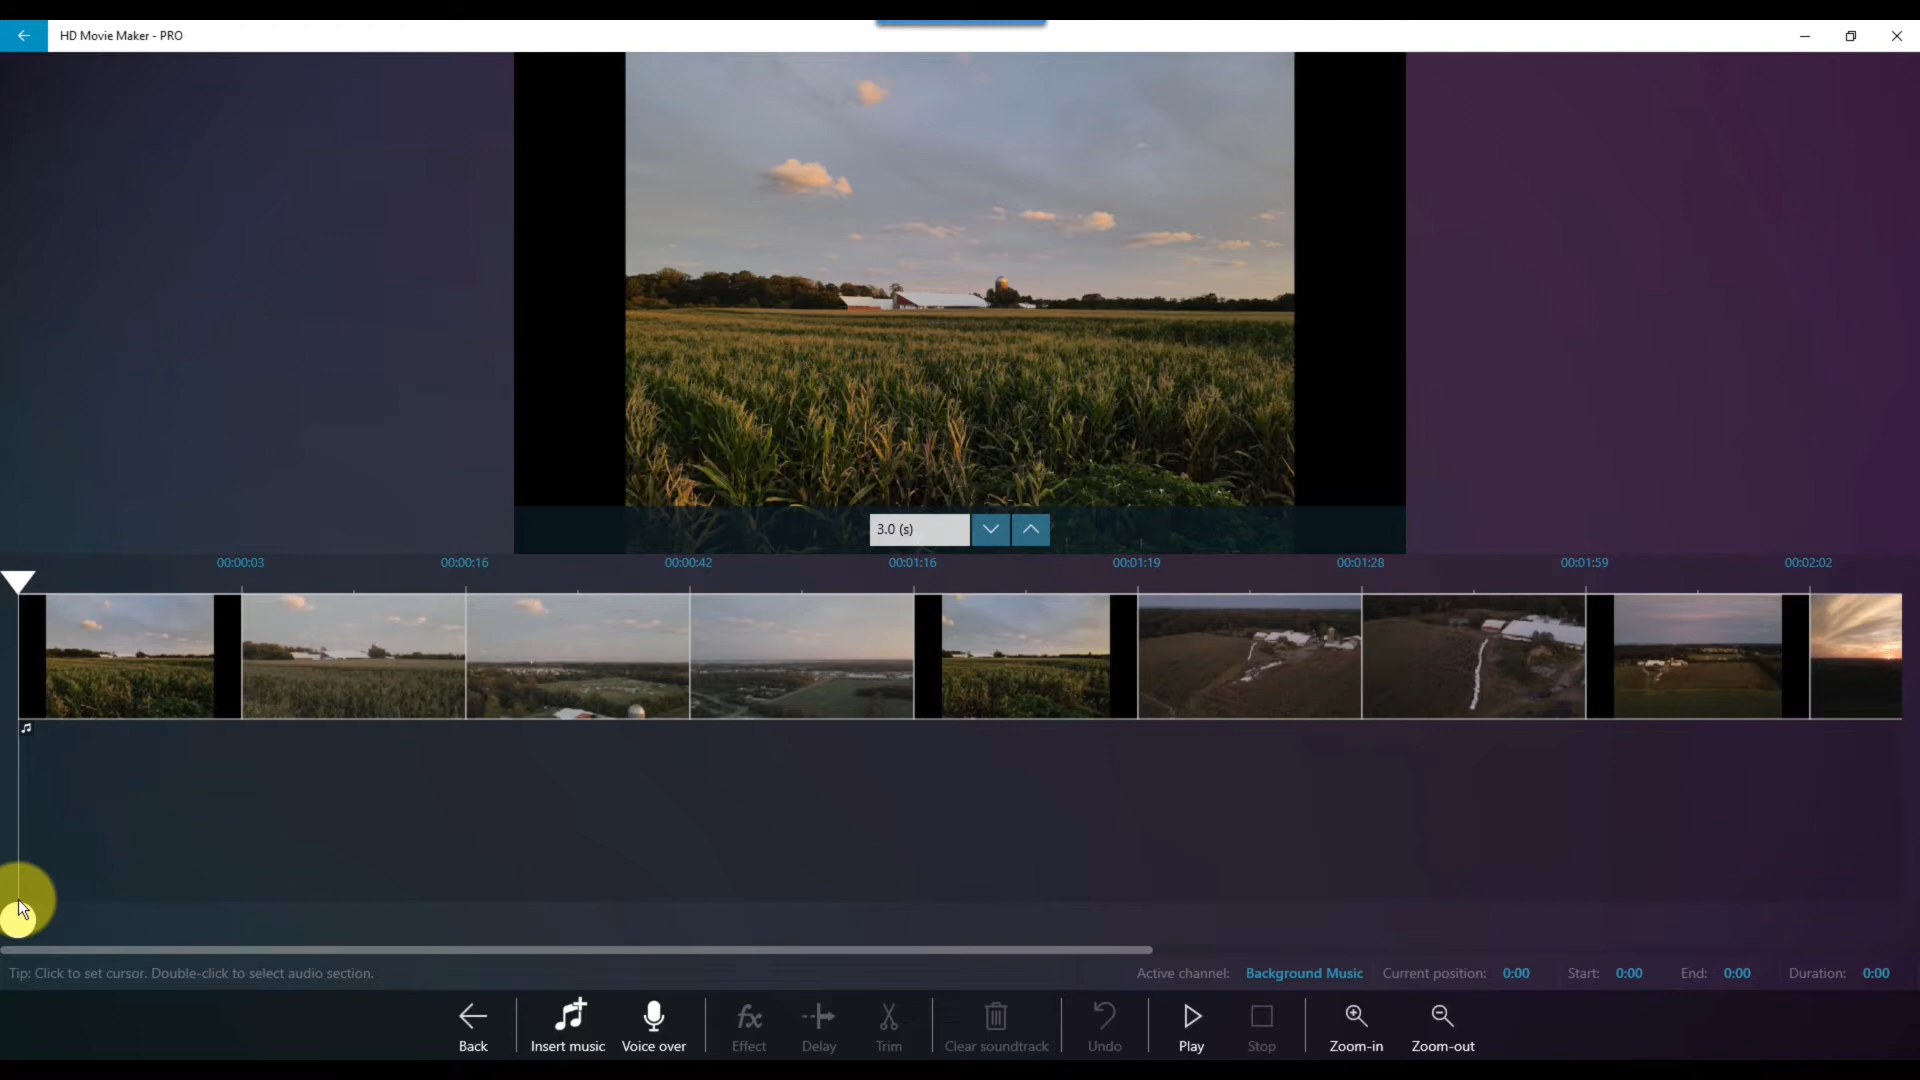 HD Movie Maker - PRO
3.0 (s)
00:00:03 00:00:16 00:00:42 00:01:16 00:01:19 00:01:28 00:01:59 00:02:02
Tip: Click to set cursor. Double-click to select audio section.
Active channel: Background Music Current position: 0:00 Start: 0:00 End: 0:00 Duration: 0:00
Back Insert music Voice over Effect Delay Trim Clear soundtrack Undo Play Stop Zoom-in Zoom-out